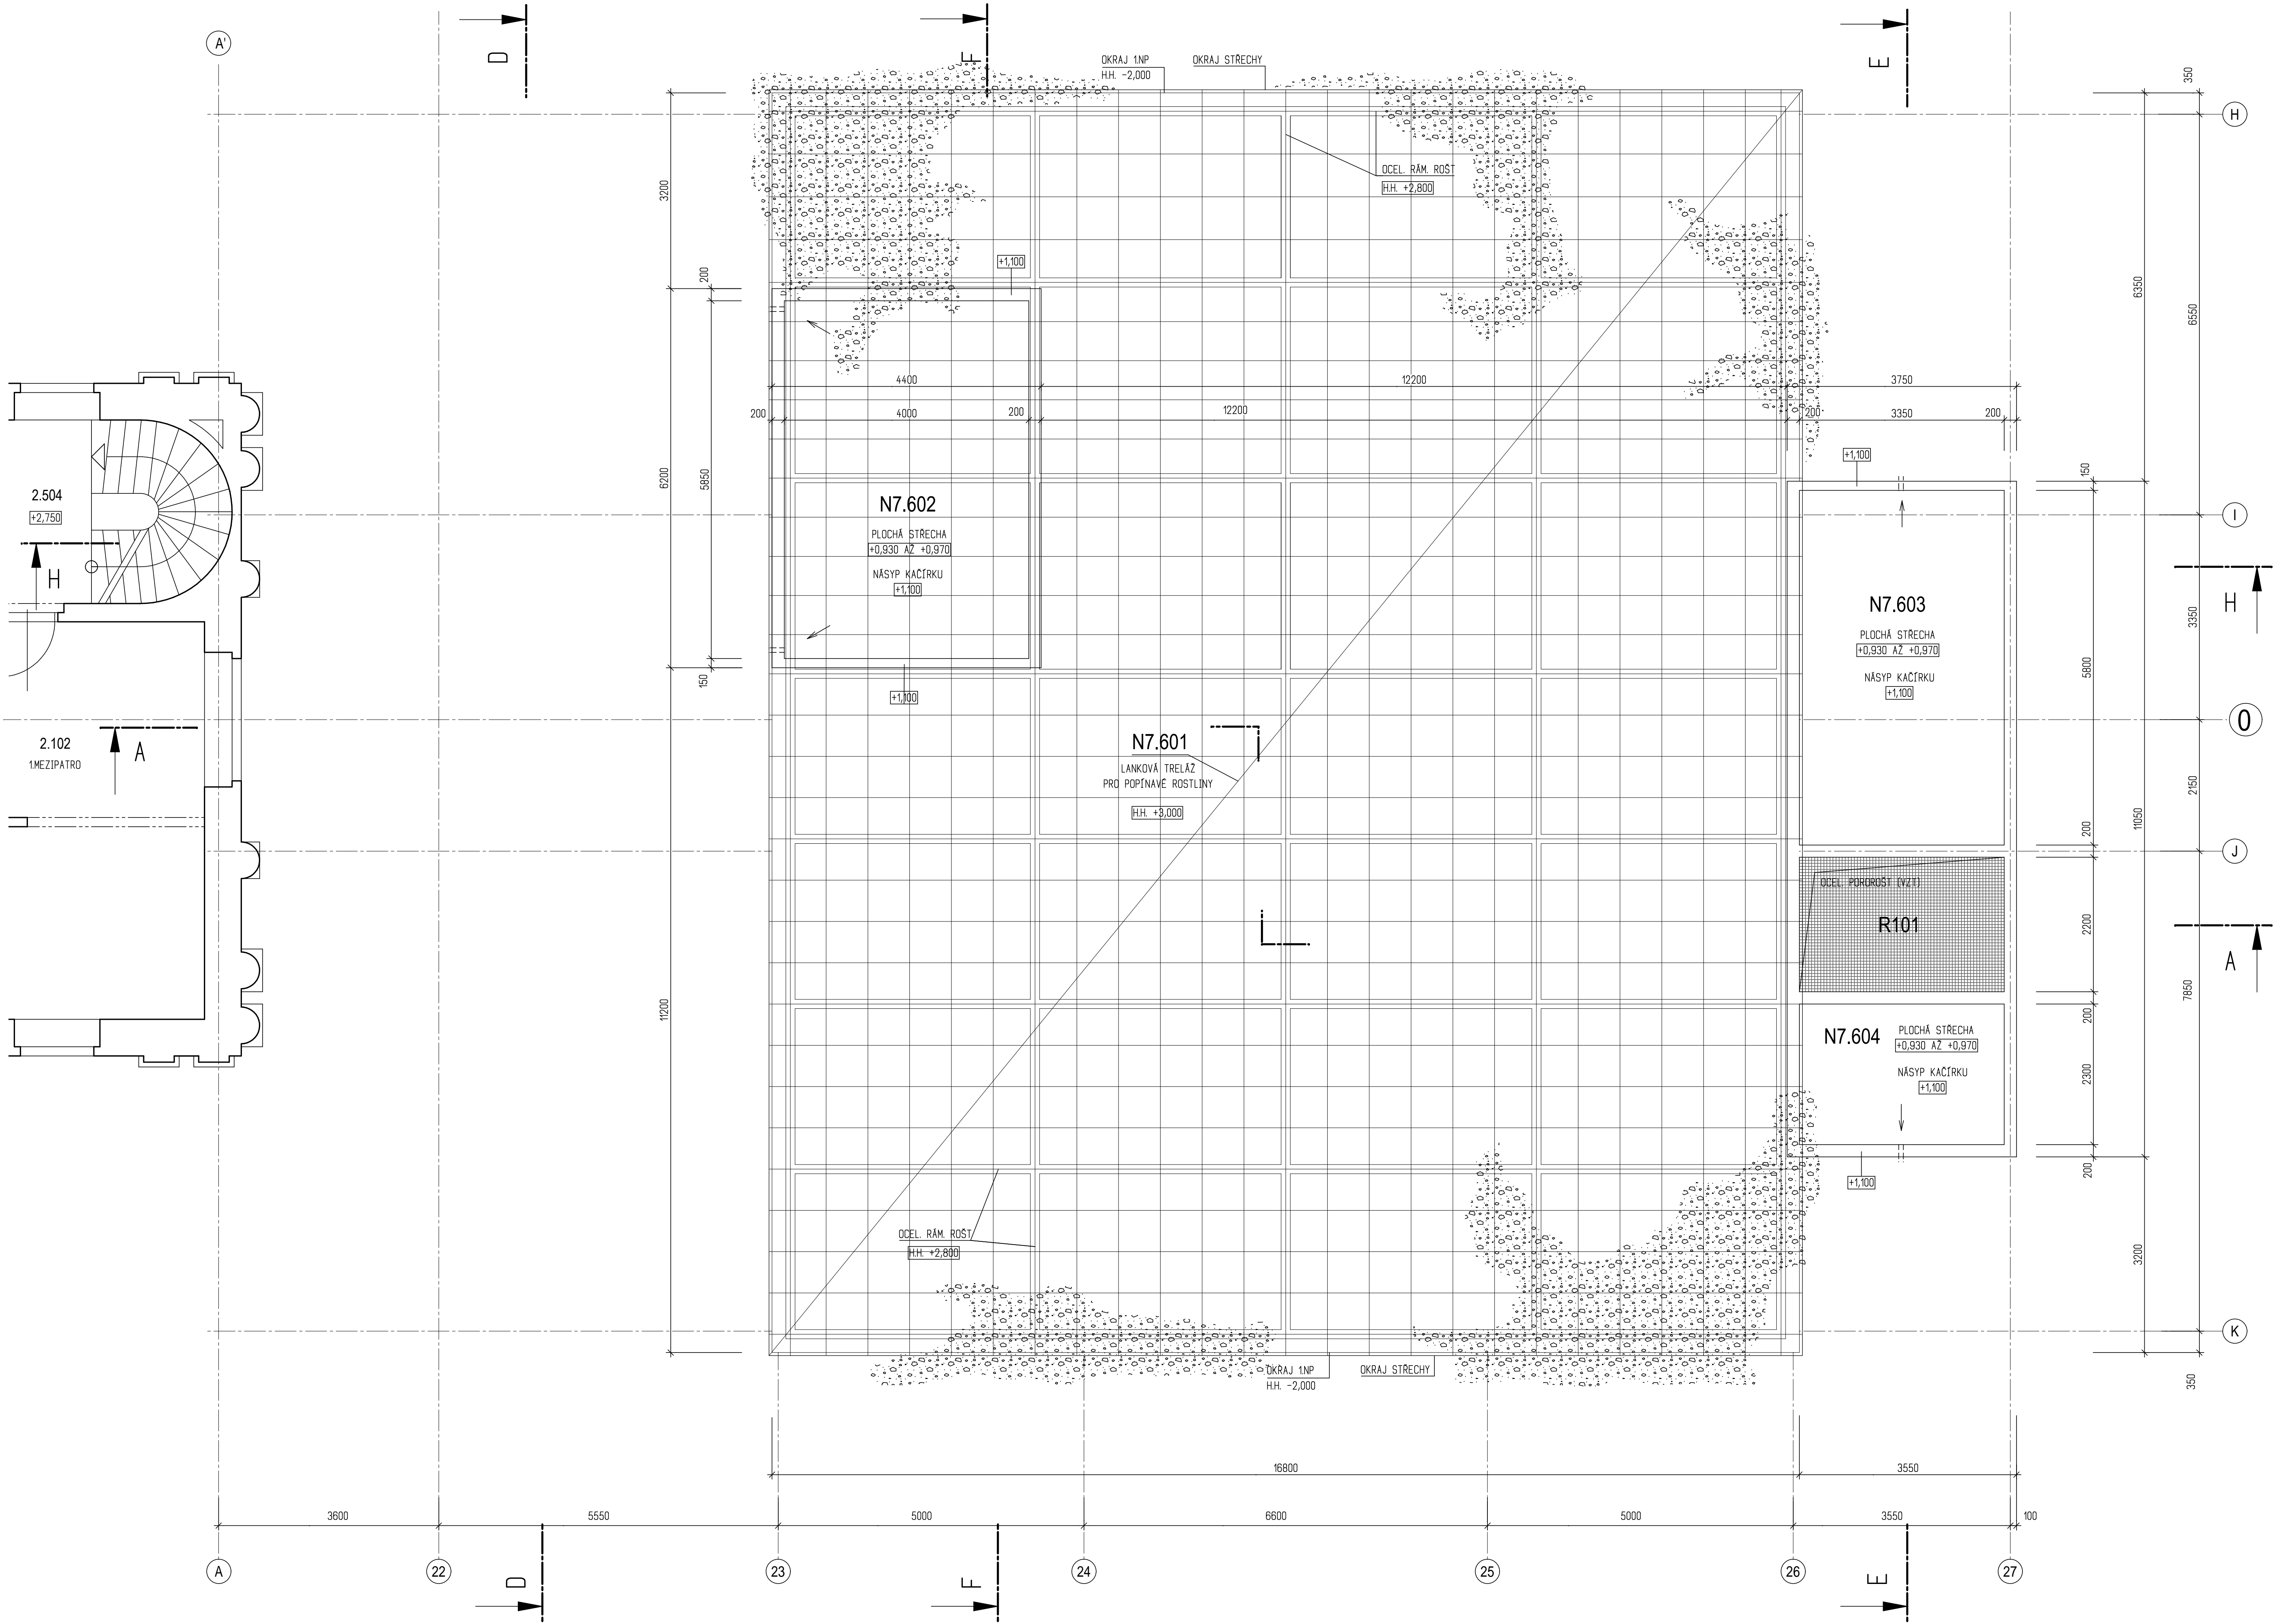 A'
D
F
E
OKRAJ 1.NP
H.H. -2,000
OKRAJ STŘECHY
350
H
3200
OCEL. RÁM. ROŠT
H.H. +2,800
200
+1,100
6350
6550
4400
12200
3750
200
4000
200
12200
200
3350
200
+1,100
150
6200
5850
2.504
+2,750
N7.602
PLOCHÁ STŘECHA
+0,930 AŽ +0,970
NÁSYP KAČÍRKU
+1,100
I
H
N7.603
PLOCHÁ STŘECHA
+0,930 AŽ +0,970
NÁSYP KAČÍRKU
+1,100
3350
H
5800
150
+1,100
2.102
1.MEZIPATRO
A
N7.601
LANKOVÁ TRELÁŽ
PRO POPÍNAVÉ ROSTLINY
H.H. +3,000
0
2150
11050
200
J
OCEL. POROROŠT (VZT)
R101
2200
A
7850
11200
200
N7.604
PLOCHÁ STŘECHA
+0,930 AŽ +0,970
NÁSYP KAČÍRKU
+1,100
2300
200
+1,100
OCEL. RÁM. ROŠT
H.H. +2,800
3200
K
OKRAJ 1.NP
H.H. -2,000
OKRAJ STŘECHY
350
16800
3550
3600
5550
5000
6600
5000
3550
100
A
22
D
23
F
24
25
26
E
27